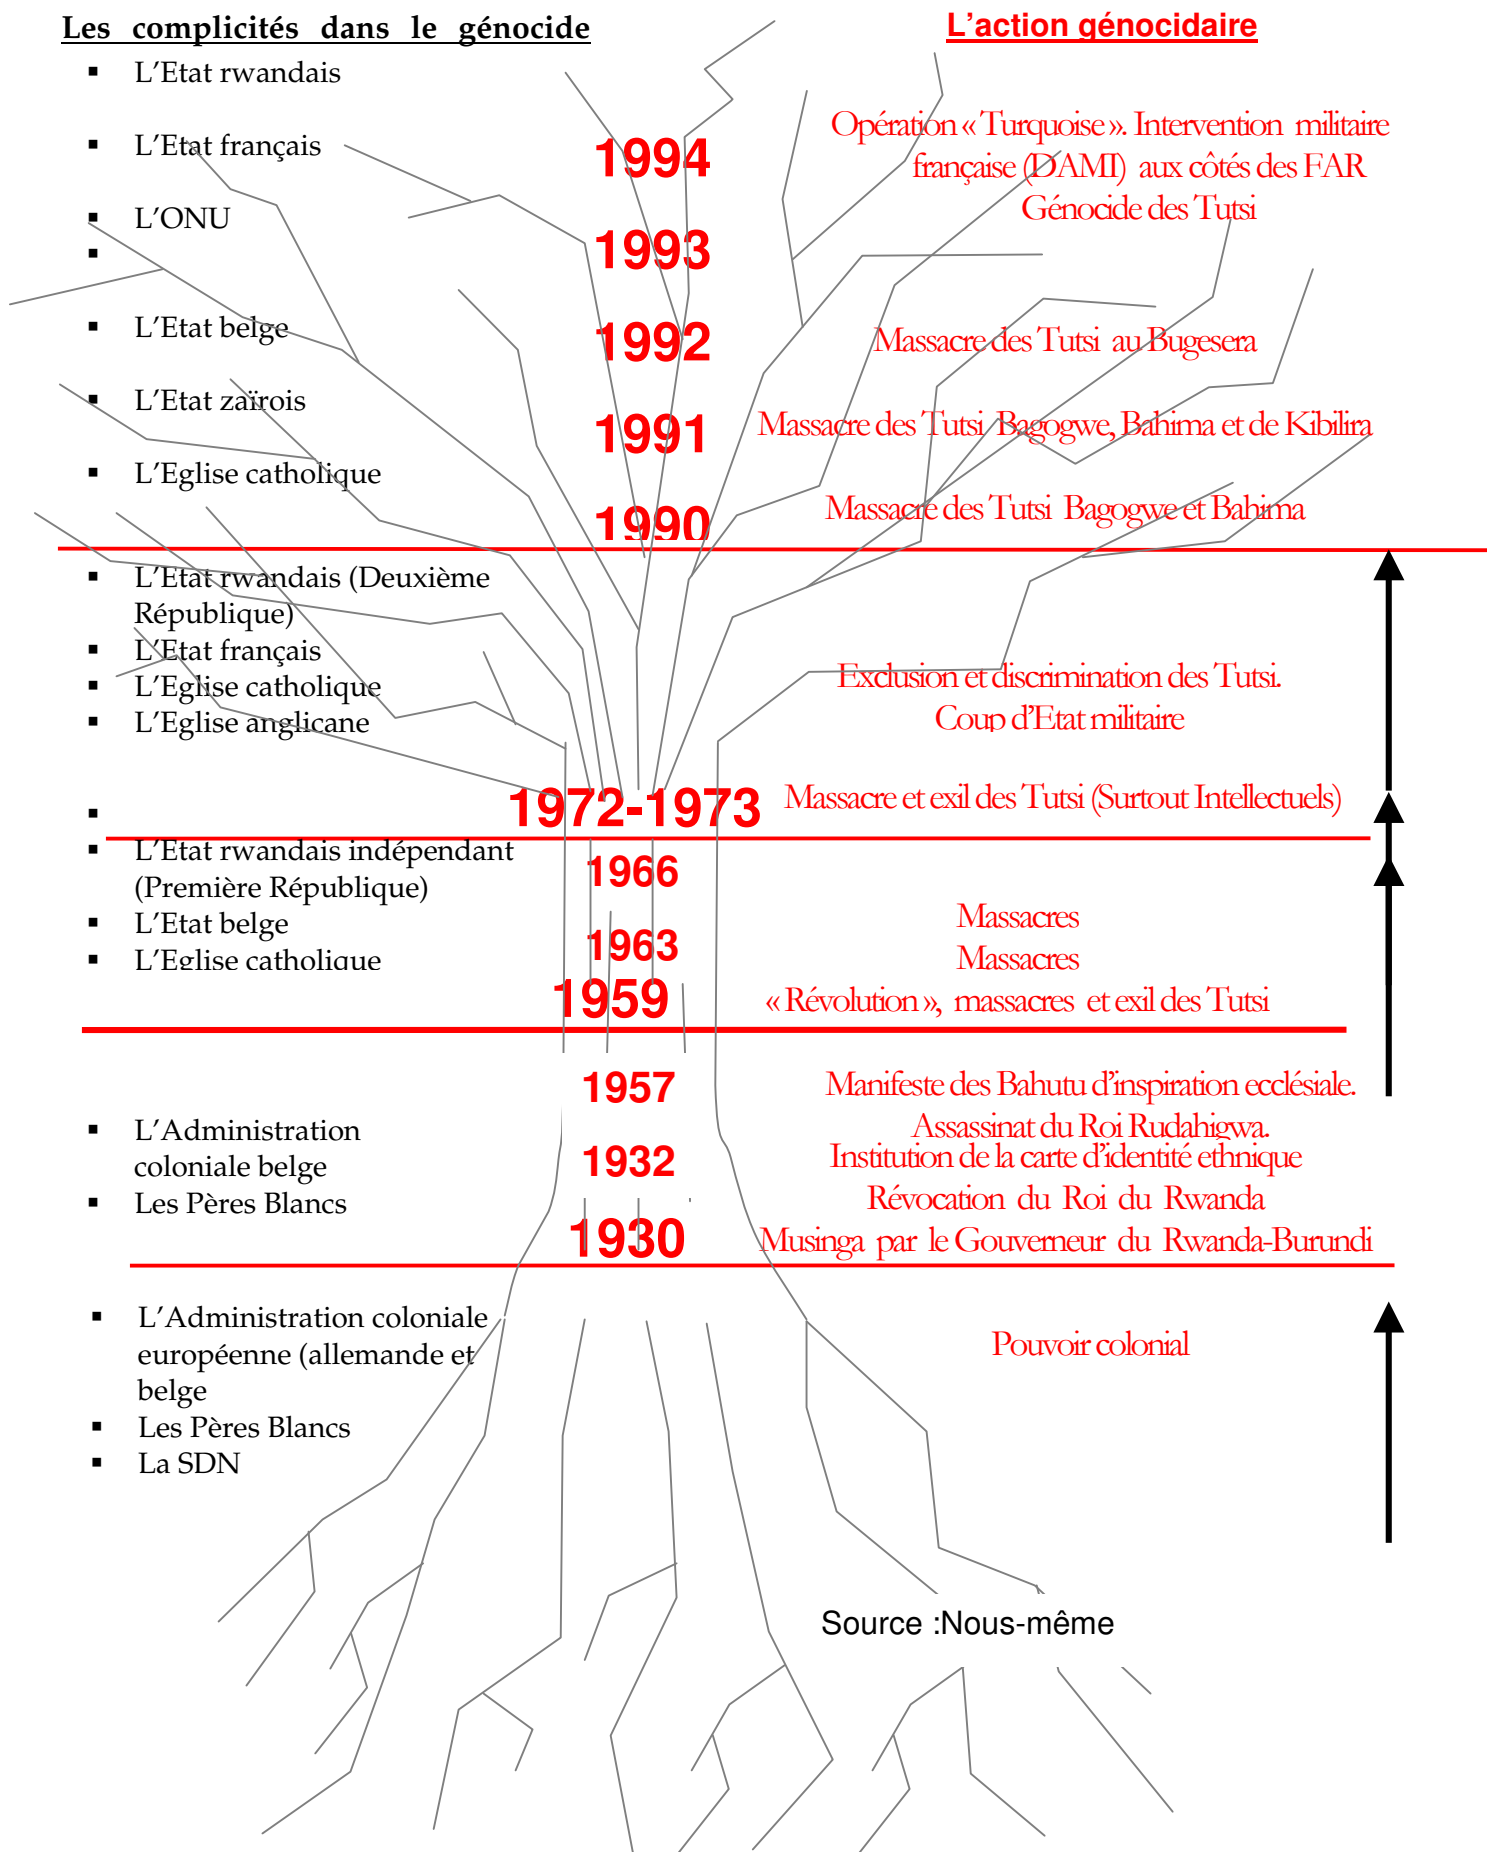 Les complicités dans le génocide
L'action génocidaire
▪ L'Etat rwandais
▪ L'Etat français
▪ L'ONU
▪
▪ L'Etat belge
▪ L'Etat zaïrois
▪ L'Eglise catholique
1994
1993
1992
1991
1990
Opération « Turquoise ». Intervention militaire
française (DAMI) aux côtés des FAR
Génocide des Tutsi
Massacre des Tutsi au Bugesera
Massacre des Tutsi Bagogwe, Bahima et de Kibilira
Massacre des Tutsi Bagogwe et Bahima
▪ L'Etat rwandais (Deuxième
République)
▪ L'Etat français
▪ L'Eglise catholique
▪ L'Eglise anglicane
▪
1972-1973
Exclusion et discrimination des Tutsi.
Coup d'Etat militaire
Massacre et exil des Tutsi (Surtout Intellectuels)
▪ L'Etat rwandais indépendant
(Première République)
▪ L'Etat belge
▪ L'Eglise catholique
1966
1963
1959
Massacres
Massacres
« Révolution », massacres et exil des Tutsi
▪ L'Administration
coloniale belge
▪ Les Pères Blancs
1957
1932
1930
Manifeste des Bahutu d'inspiration ecclésiale.
Assassinat du Roi Rudahigwa.
Institution de la carte d'identité ethnique
Révocation du Roi du Rwanda
Musinga par le Gouverneur du Rwanda-Burundi
▪ L'Administration coloniale
européenne (allemande et
belge
▪ Les Pères Blancs
▪ La SDN
Pouvoir colonial
Source :Nous-même